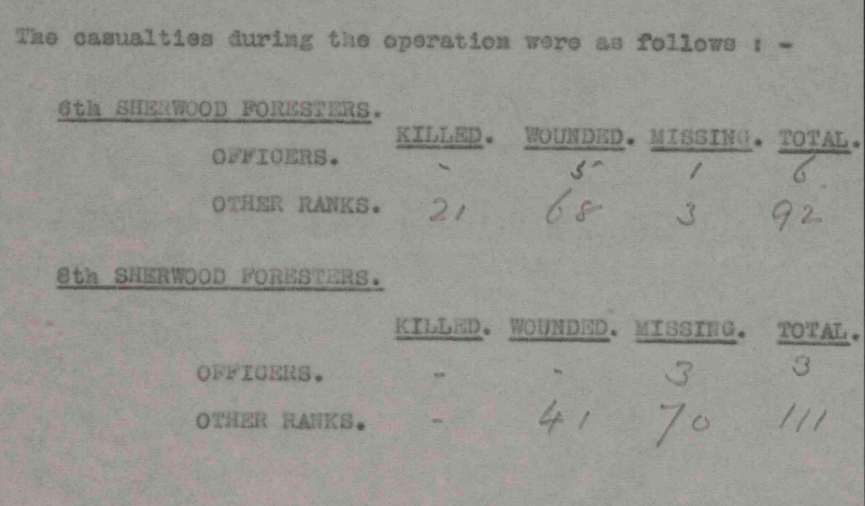 The casualties during the operation were as follows : -
6th SHERWOOD FORESTERS.
KILLED. WOUNDED. MISSING. TOTAL.
OFFICERS. - 5 1 6
OTHER RANKS. 21 68 3 92
8th SHERWOOD FORESTERS.
KILLED. WOUNDED. MISSING. TOTAL.
OFFICERS. - - 3 3
OTHER RANKS. - 41 70 111